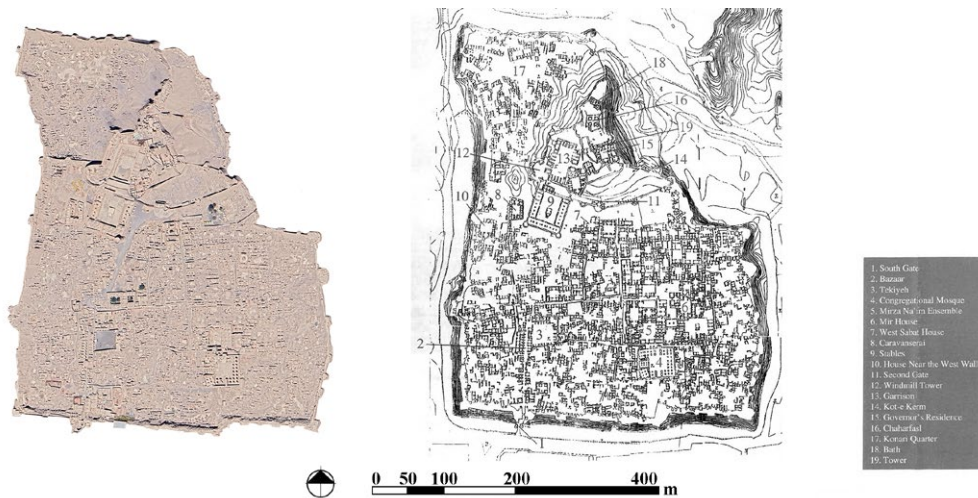 17
18
16
19
15
13
14
12
10
8
9
7
11
2
3
5
1
1. South Gate
2. Bazaar
3. Tekiyeh
4. Congregational Mosque
5. Mirza Na'im Ensemble
6. Mir House
7. West Sabat House
8. Caravanserai
9. Stables
10. House Near the West Wall
11. Second Gate
12. Windmill Tower
13. Garrison
14. Kot-e Kerm
15. Governor's Residence
16. Chaharfasl
17. Konari Quarter
18. Bath
19. Tower
0 50 100 200 400 m